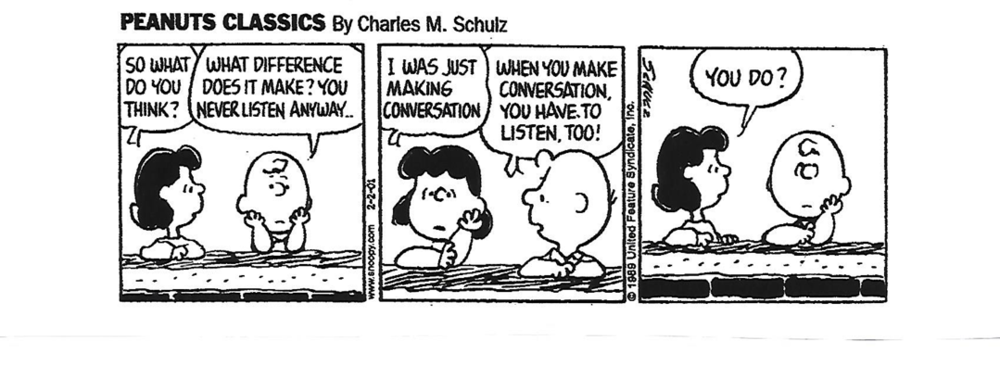 PEANUTS CLASSICS By Charles M. Schulz
SO WHAT
DO YOU
THINK?
WHAT DIFFERENCE
DOES IT MAKE? YOU
NEVER LISTEN ANYWAY..
www.snoopy.com 2-2-01
I WAS JUST
MAKING
CONVERSATION
WHEN YOU MAKE
CONVERSATION,
YOU HAVE TO
LISTEN, TOO!
© 1989 United Feature Syndicate, Inc.
SCHULZ
YOU DO?